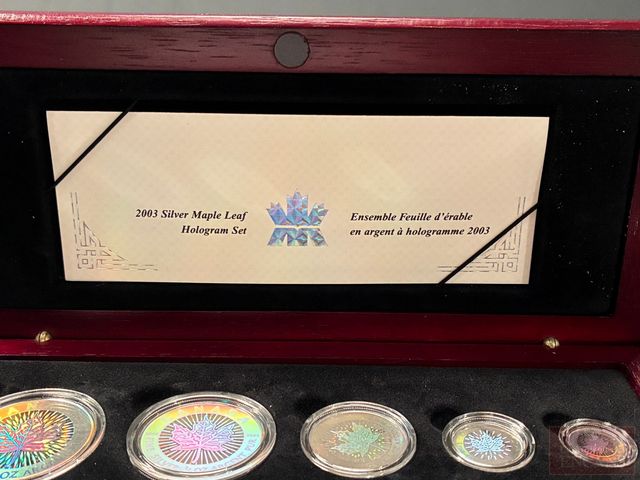 2003 Silver Maple Leaf
Hologram Set
Ensemble Feuille d'érable
en argent à hologramme 2003